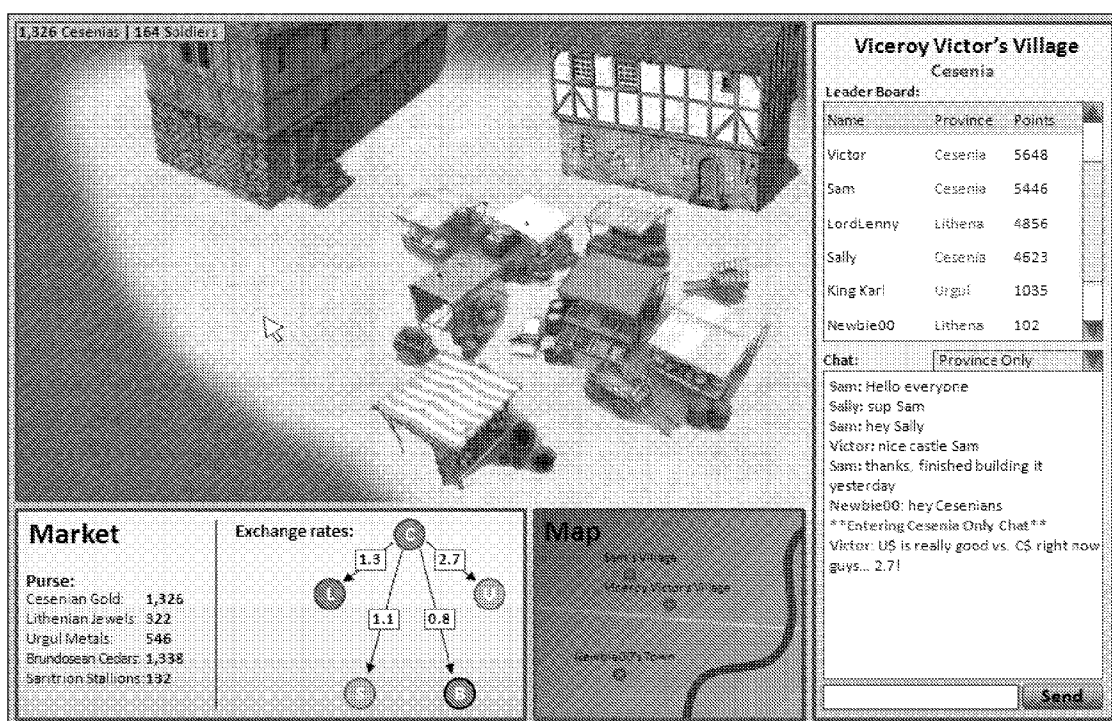 1,326 Cesenias | 164 Soldiers
Viceroy Victor's Village
Cesenia
Leader Board:
Name Province Points
Victor Cesenia 5648
Sam Cesenia 5446
LordLenny Lithena 4856
Sally Cesenia 4623
King Karl Urgul 1035
Newbie00 Lithena 102
Chat: Province Only
Sam: Hello everyone
Sally: sup Sam
Sam: hey Sally
Victor: nice castle Sam
Sam: thanks, finished building it
yesterday
Newbie00: hey Cesenians
**Entering Cesenia Only Chat**
Victor: U$ is really good vs. C$ right now
guys... 2.7!
Send
Market
Purse:
Cesenian Gold: 1,326
Lithenian Jewels: 322
Urgul Metals: 546
Brundosean Cedars: 1,338
Saritrion Stallions: 132
Exchange rates:
C
1.3 2.7
L U
1.1 0.8
S B
Map
Sam's Village
Viceroy Victor's Village
Town